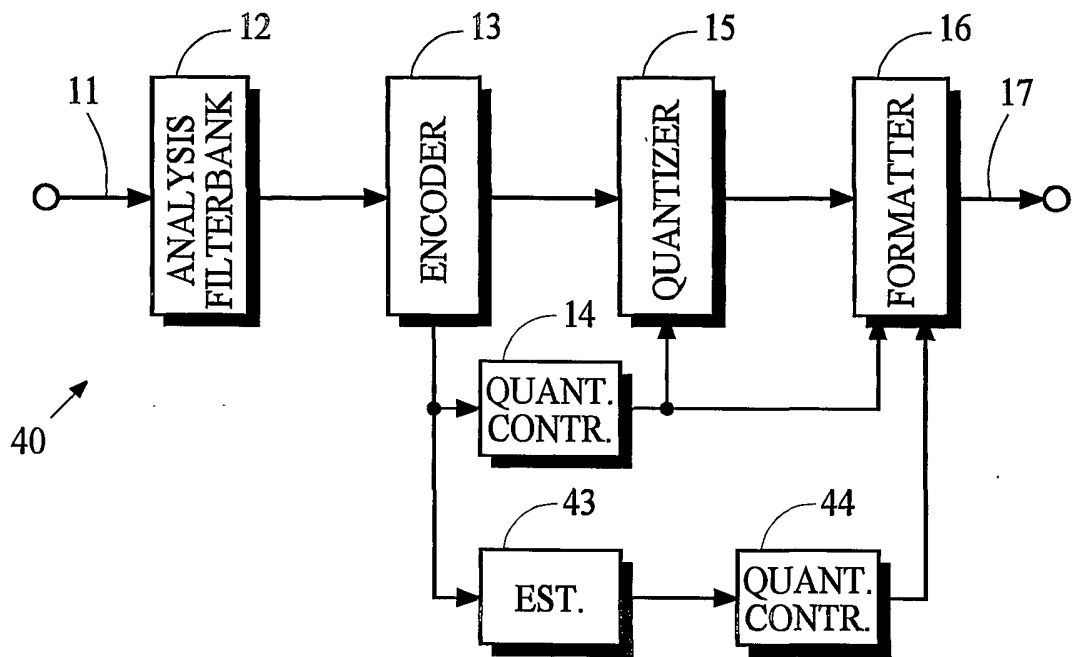 12
13
15
16
11
17
ANALYSIS
FILTERBANK
ENCODER
QUANTIZER
FORMATTER
14
QUANT.
CONTR.
40
43
44
EST.
QUANT.
CONTR.